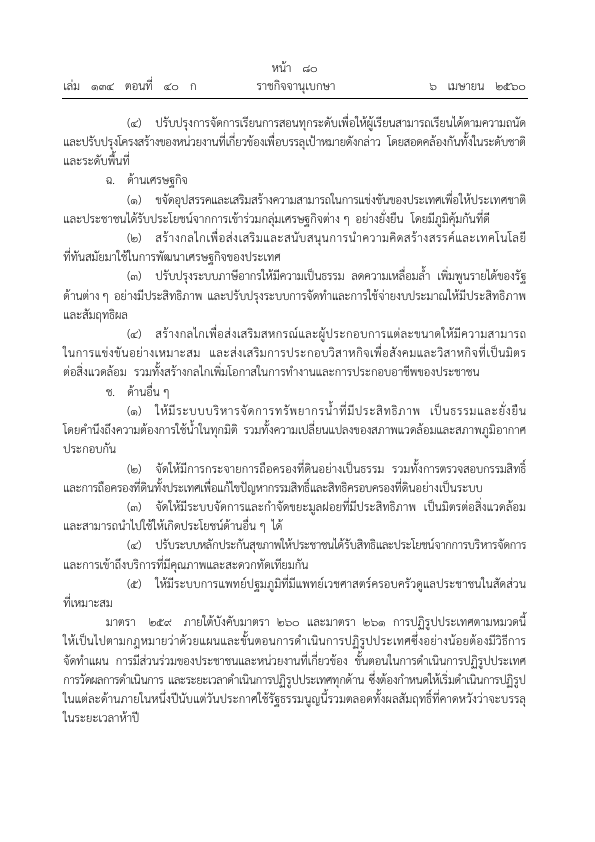 หน้า ๘๐
เล่ม ๑๓๔ ตอนที่ ๔๐ ก ราชกิจจานุเบกษา ๖ เมษายน ๒๕๖๐
(๔) ปรับปรุงการจัดการเรียนการสอนทุกระดับเพื่อให้ผู้เรียนสามารถเรียนได้ตามความถนัด
และปรับปรุงโครงสร้างของหน่วยงานที่เกี่ยวข้องเพื่อบรรลุเป้าหมายดังกล่าว โดยสอดคล้องกันทั้งในระดับชาติ
และระดับพื้นที่
ฉ. ด้านเศรษฐกิจ
(๑) ขจัดอุปสรรคและเสริมสร้างความสามารถในการแข่งขันของประเทศเพื่อให้ประเทศชาติ
และประชาชนได้รับประโยชน์จากการเข้าร่วมกลุ่มเศรษฐกิจต่าง ๆ อย่างยั่งยืน โดยมีภูมิคุ้มกันที่ดี
(๒) สร้างกลไกเพื่อส่งเสริมและสนับสนุนการนำความคิดสร้างสรรค์และเทคโนโลยี
ที่ทันสมัยมาใช้ในการพัฒนาเศรษฐกิจของประเทศ
(๓) ปรับปรุงระบบภาษีอากรให้มีความเป็นธรรม ลดความเหลื่อมล้ำ เพิ่มพูนรายได้ของรัฐ
ด้านต่าง ๆ อย่างมีประสิทธิภาพ และปรับปรุงระบบการจัดทำและการใช้จ่ายงบประมาณให้มีประสิทธิภาพ
และสัมฤทธิผล
(๔) สร้างกลไกเพื่อส่งเสริมสหกรณ์และผู้ประกอบการแต่ละขนาดให้มีความสามารถ
ในการแข่งขันอย่างเหมาะสม และส่งเสริมการประกอบวิสาหกิจเพื่อสังคมและวิสาหกิจที่เป็นมิตร
ต่อสิ่งแวดล้อม รวมทั้งสร้างกลไกเพิ่มโอกาสในการทำงานและการประกอบอาชีพของประชาชน
ช. ด้านอื่น ๆ
(๑) ให้มีระบบบริหารจัดการทรัพยากรน้ำที่มีประสิทธิภาพ เป็นธรรมและยั่งยืน
โดยคำนึงถึงความต้องการใช้น้ำในทุกมิติ รวมทั้งความเปลี่ยนแปลงของสภาพแวดล้อมและสภาพภูมิอากาศ
ประกอบกัน
(๒) จัดให้มีการกระจายการถือครองที่ดินอย่างเป็นธรรม รวมทั้งการตรวจสอบกรรมสิทธิ์
และการถือครองที่ดินทั้งประเทศเพื่อแก้ไขปัญหากรรมสิทธิ์และสิทธิครอบครองที่ดินอย่างเป็นระบบ
(๓) จัดให้มีระบบจัดการและกำจัดขยะมูลฝอยที่มีประสิทธิภาพ เป็นมิตรต่อสิ่งแวดล้อม
และสามารถนำไปใช้ให้เกิดประโยชน์ด้านอื่น ๆ ได้
(๔) ปรับระบบหลักประกันสุขภาพให้ประชาชนได้รับสิทธิและประโยชน์จากการบริหารจัดการ
และการเข้าถึงบริการที่มีคุณภาพและสะดวกทัดเทียมกัน
(๕) ให้มีระบบการแพทย์ปฐมภูมิที่มีแพทย์เวชศาสตร์ครอบครัวดูแลประชาชนในสัดส่วน
ที่เหมาะสม
มาตรา ๒๕๙ ภายใต้บังคับมาตรา ๒๖๐ และมาตรา ๒๖๑ การปฏิรูปประเทศตามหมวดนี้
ให้เป็นไปตามกฎหมายว่าด้วยแผนและขั้นตอนการดำเนินการปฏิรูปประเทศซึ่งอย่างน้อยต้องมีวิธีการ
จัดทำแผน การมีส่วนร่วมของประชาชนและหน่วยงานที่เกี่ยวข้อง ขั้นตอนในการดำเนินการปฏิรูปประเทศ
การวัดผลการดำเนินการ และระยะเวลาดำเนินการปฏิรูปประเทศทุกด้าน ซึ่งต้องกำหนดให้เริ่มดำเนินการปฏิรูป
ในแต่ละด้านภายในหนึ่งปีนับแต่วันประกาศใช้รัฐธรรมนูญนี้รวมตลอดทั้งผลสัมฤทธิ์ที่คาดหวังว่าจะบรรลุ
ในระยะเวลาห้าปี